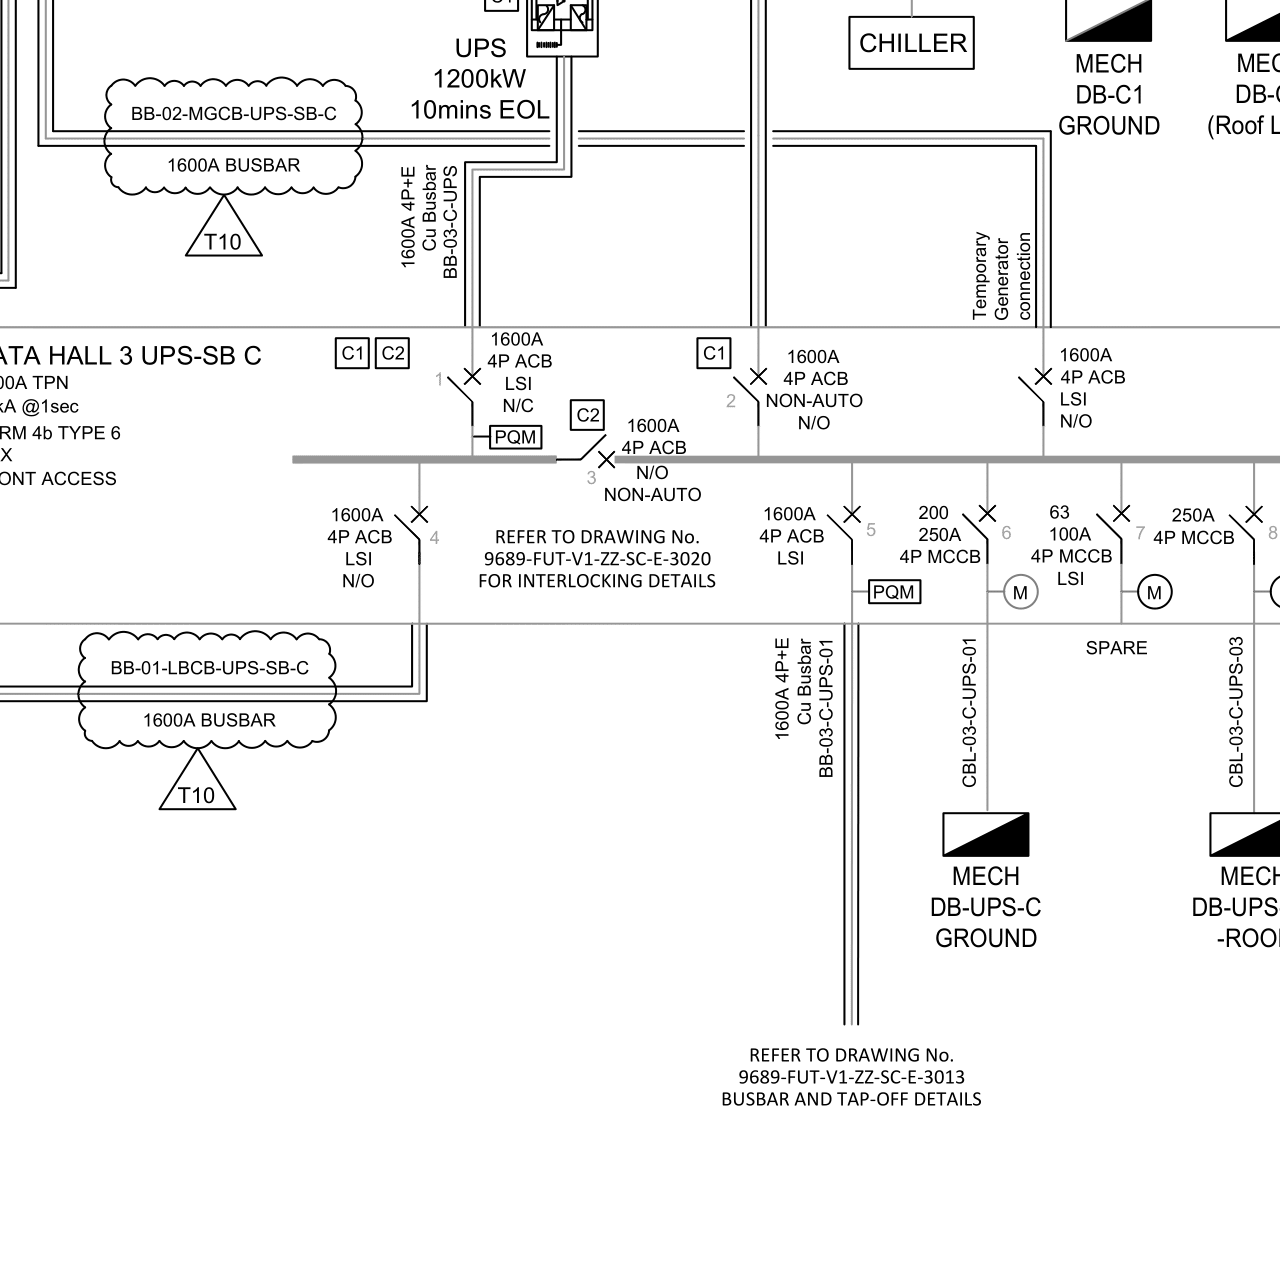 UPS
1200kW
10mins EOL
CHILLER
MECH
DB-C1
GROUND
BB-02-MGCB-UPS-SB-C
1600A BUSBAR
T10
1600A 4P+E
Cu Busbar
BB-03-C-UPS
Temporary
Generator
connection
ATA HALL 3 UPS-SB C
00A TPN
kA @1sec
RM 4b TYPE 6
X
ONT ACCESS
C1
C2
1
1600A
4P ACB
LSI
N/C
PQM
C2
3
1600A
4P ACB
N/O
NON-AUTO
C1
2
1600A
4P ACB
NON-AUTO
N/O
1600A
4P ACB
LSI
N/O
1600A
4P ACB
LSI
N/O
4
REFER TO DRAWING No.
9689-FUT-V1-ZZ-SC-E-3020
FOR INTERLOCKING DETAILS
1600A
4P ACB
LSI
5
PQM
200
250A
4P MCCB
6
M
63
100A
4P MCCB
LSI
7
M
250A
4P MCCB
8
BB-01-LBCB-UPS-SB-C
1600A BUSBAR
T10
1600A 4P+E
Cu Busbar
BB-03-C-UPS-01
CBL-03-C-UPS-01
SPARE
CBL-03-C-UPS-03
MECH
DB-UPS-C
GROUND
MECH
DB-UPS-
REFER TO DRAWING No.
9689-FUT-V1-ZZ-SC-E-3013
BUSBAR AND TAP-OFF DETAILS